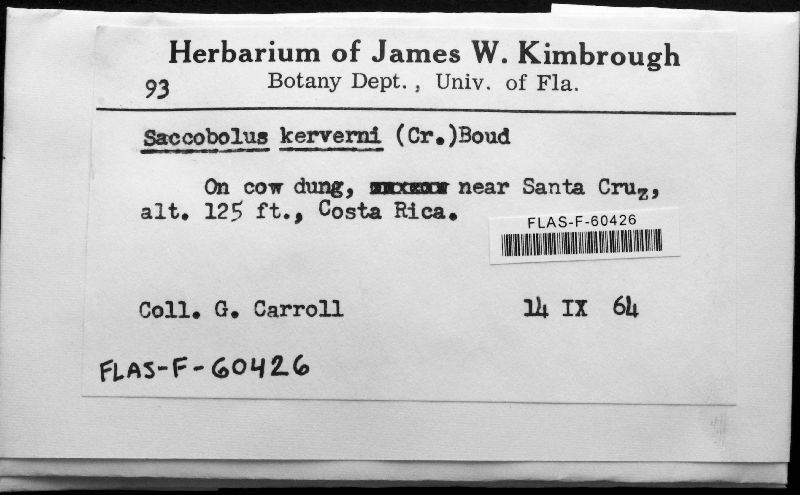 Herbarium of James W. Kimbrough
93 Botany Dept., Univ. of Fla.
Saccobolus kerverni (Cr.)Boud
On cow dung, near Santa Cruz,
alt. 125 ft., Costa Rica.
FLAS-F-60426
Coll. G. Carroll 14 IX 64
FLAS-F-60426